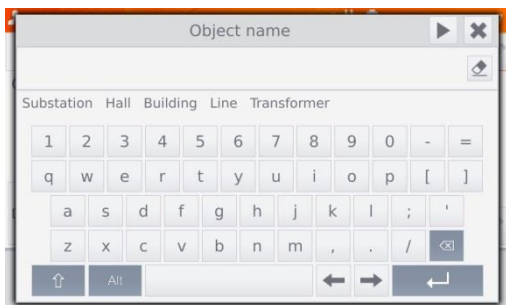 Object name
Substation Hall Building Line Transformer
1 2 3 4 5 6 7 8 9 0 - =
q w e r t y u i o p [ ]
a s d f g h j k l ; '
z x c v b n m , . /
Alt